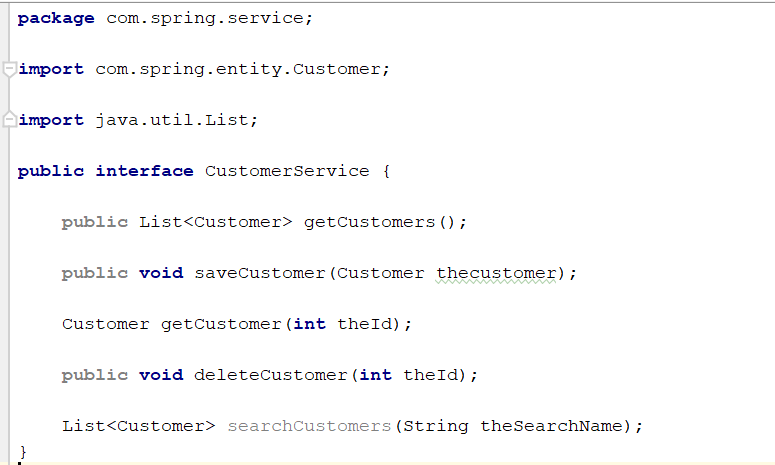 package com.spring.service;
import com.spring.entity.Customer;
import java.util.List;
public interface CustomerService {
public List<Customer> getCustomers();
public void saveCustomer(Customer thecustomer);
Customer getCustomer(int theId);
public void deleteCustomer(int theId);
List<Customer> searchCustomers(String theSearchName);
}